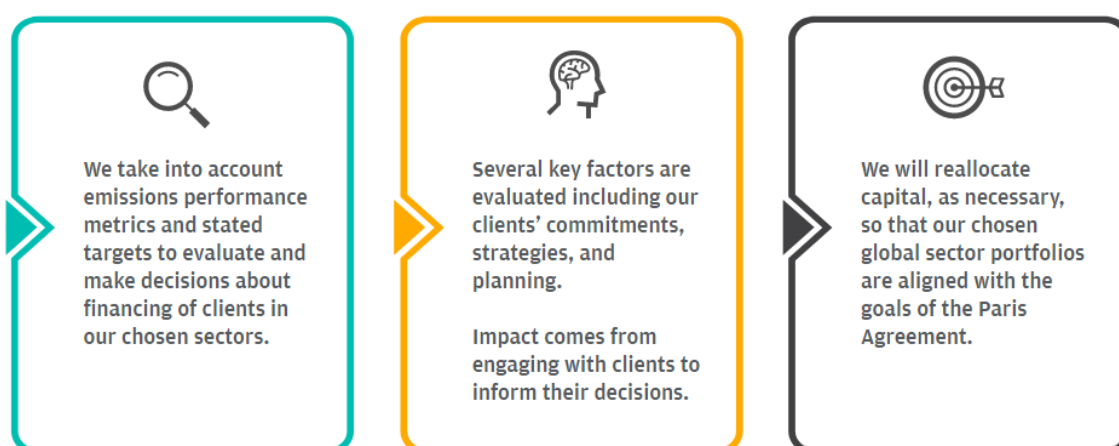 We take into account
emissions performance
metrics and stated
targets to evaluate and
make decisions about
financing of clients in
our chosen sectors.
Several key factors are
evaluated including our
clients’ commitments,
strategies, and
planning.
Impact comes from
engaging with clients to
inform their decisions.
We will reallocate
capital, as necessary,
so that our chosen
global sector portfolios
are aligned with the
goals of the Paris
Agreement.